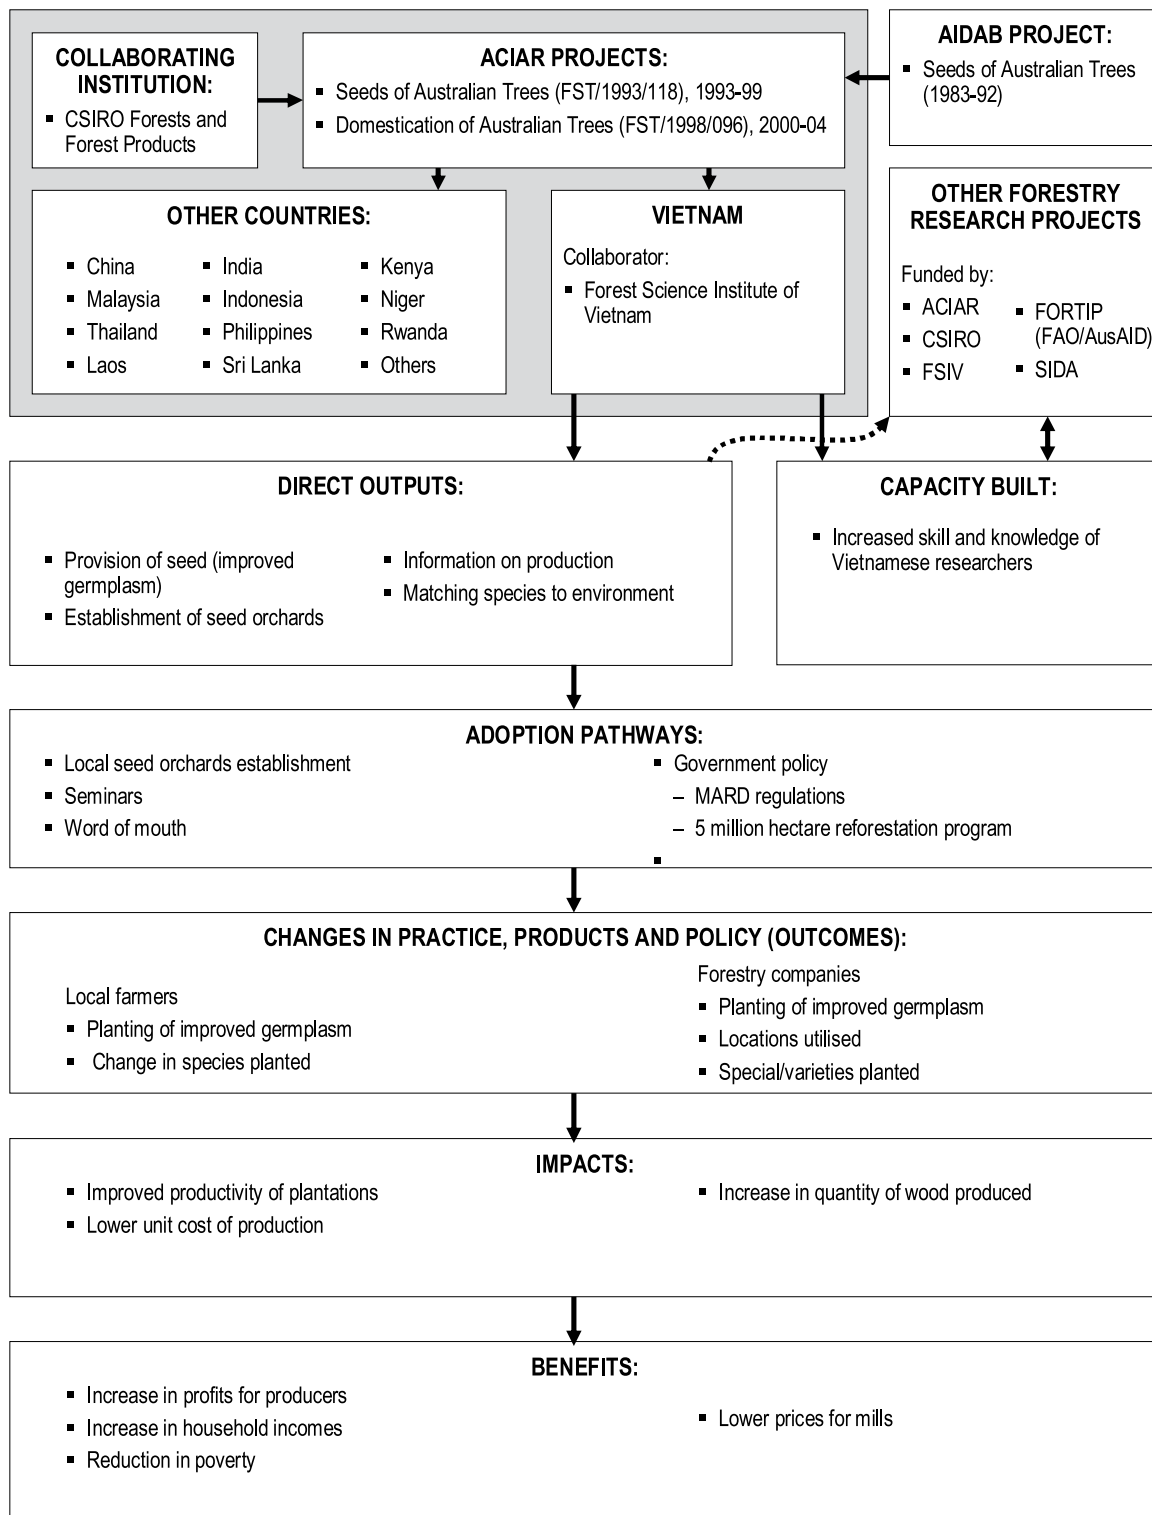 COLLABORATING
INSTITUTION:
▪ CSIRO Forests and
Forest Products
ACIAR PROJECTS:
▪ Seeds of Australian Trees (FST/1993/118), 1993-99
▪ Domestication of Australian Trees (FST/1998/096), 2000-04
AIDAB PROJECT:
▪ Seeds of Australian Trees
(1983-92)
OTHER COUNTRIES:
▪ China
▪ Malaysia
▪ Thailand
▪ Laos
▪ India
▪ Indonesia
▪ Philippines
▪ Sri Lanka
▪ Kenya
▪ Niger
▪ Rwanda
▪ Others
VIETNAM
Collaborator:
▪ Forest Science Institute of
Vietnam
OTHER FORESTRY
RESEARCH PROJECTS
Funded by:
▪ ACIAR
▪ CSIRO
▪ FSIV
▪ FORTIP
(FAO/AusAID)
▪ SIDA
DIRECT OUTPUTS:
▪ Provision of seed (improved
germplasm)
▪ Establishment of seed orchards
▪ Information on production
▪ Matching species to environment
CAPACITY BUILT:
▪ Increased skill and knowledge of
Vietnamese researchers
ADOPTION PATHWAYS:
▪ Local seed orchards establishment
▪ Seminars
▪ Word of mouth
▪ Government policy
– MARD regulations
– 5 million hectare reforestation program
▪
CHANGES IN PRACTICE, PRODUCTS AND POLICY (OUTCOMES):
Local farmers
▪ Planting of improved germplasm
▪ Change in species planted
Forestry companies
▪ Planting of improved germplasm
▪ Locations utilised
▪ Special/varieties planted
IMPACTS:
▪ Improved productivity of plantations
▪ Lower unit cost of production
▪ Increase in quantity of wood produced
BENEFITS:
▪ Increase in profits for producers
▪ Increase in household incomes
▪ Reduction in poverty
▪ Lower prices for mills